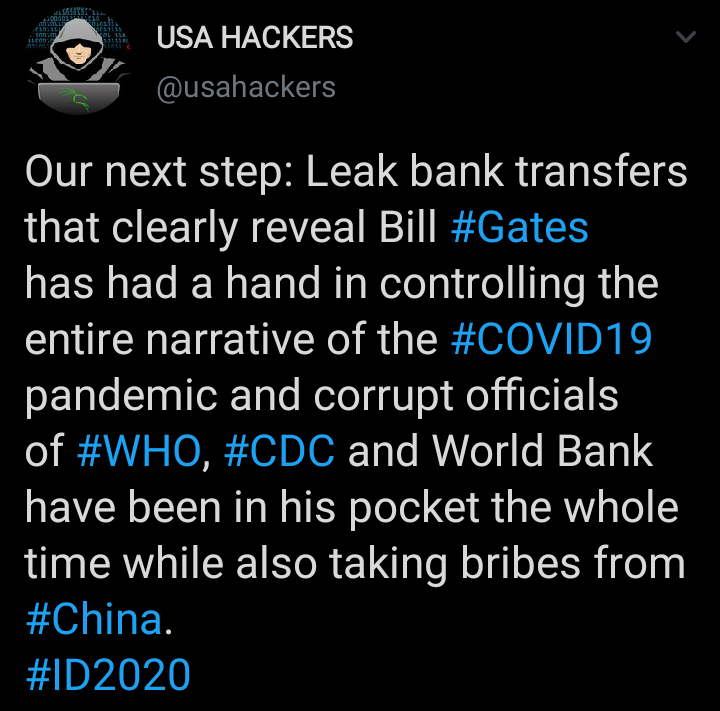 USA HACKERS
@usahackers
Our next step: Leak bank transfers
that clearly reveal Bill #Gates
has had a hand in controlling the
entire narrative of the #COVID19
pandemic and corrupt officials
of #WHO, #CDC and World Bank
have been in his pocket the whole
time while also taking bribes from
#China.
#ID2020